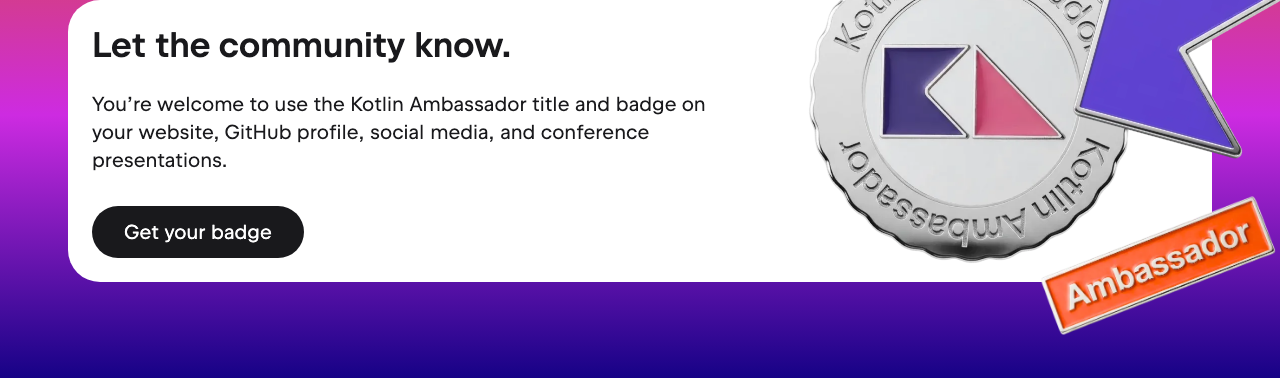 Let the community know.
You’re welcome to use the Kotlin Ambassador title and badge on
your website, GitHub profile, social media, and conference
presentations.
Get your badge
Kotlin Ambassador
Ambassador